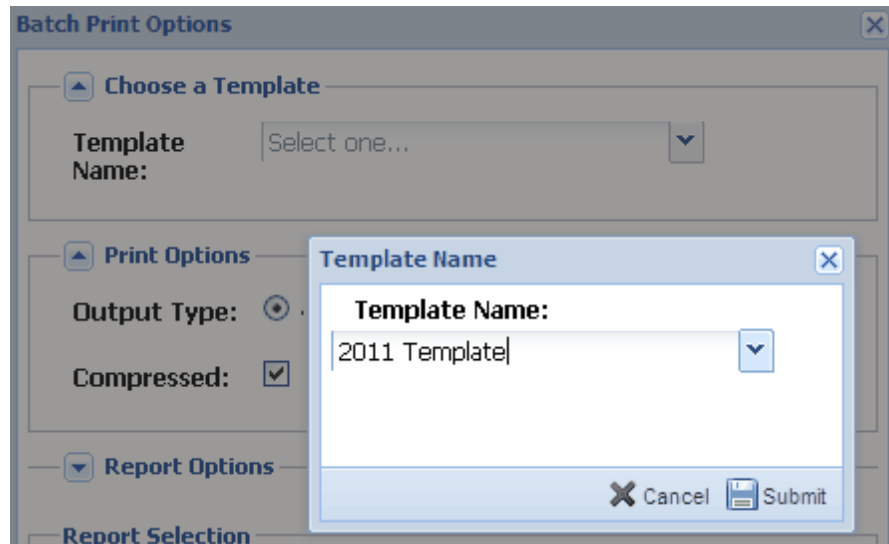 Batch Print Options
Choose a Template
Template Name:
Select one...
Print Options
Output Type:
Compressed:
Report Options
Report Selection
Template Name
Template Name:
2011 Template
Cancel
Submit